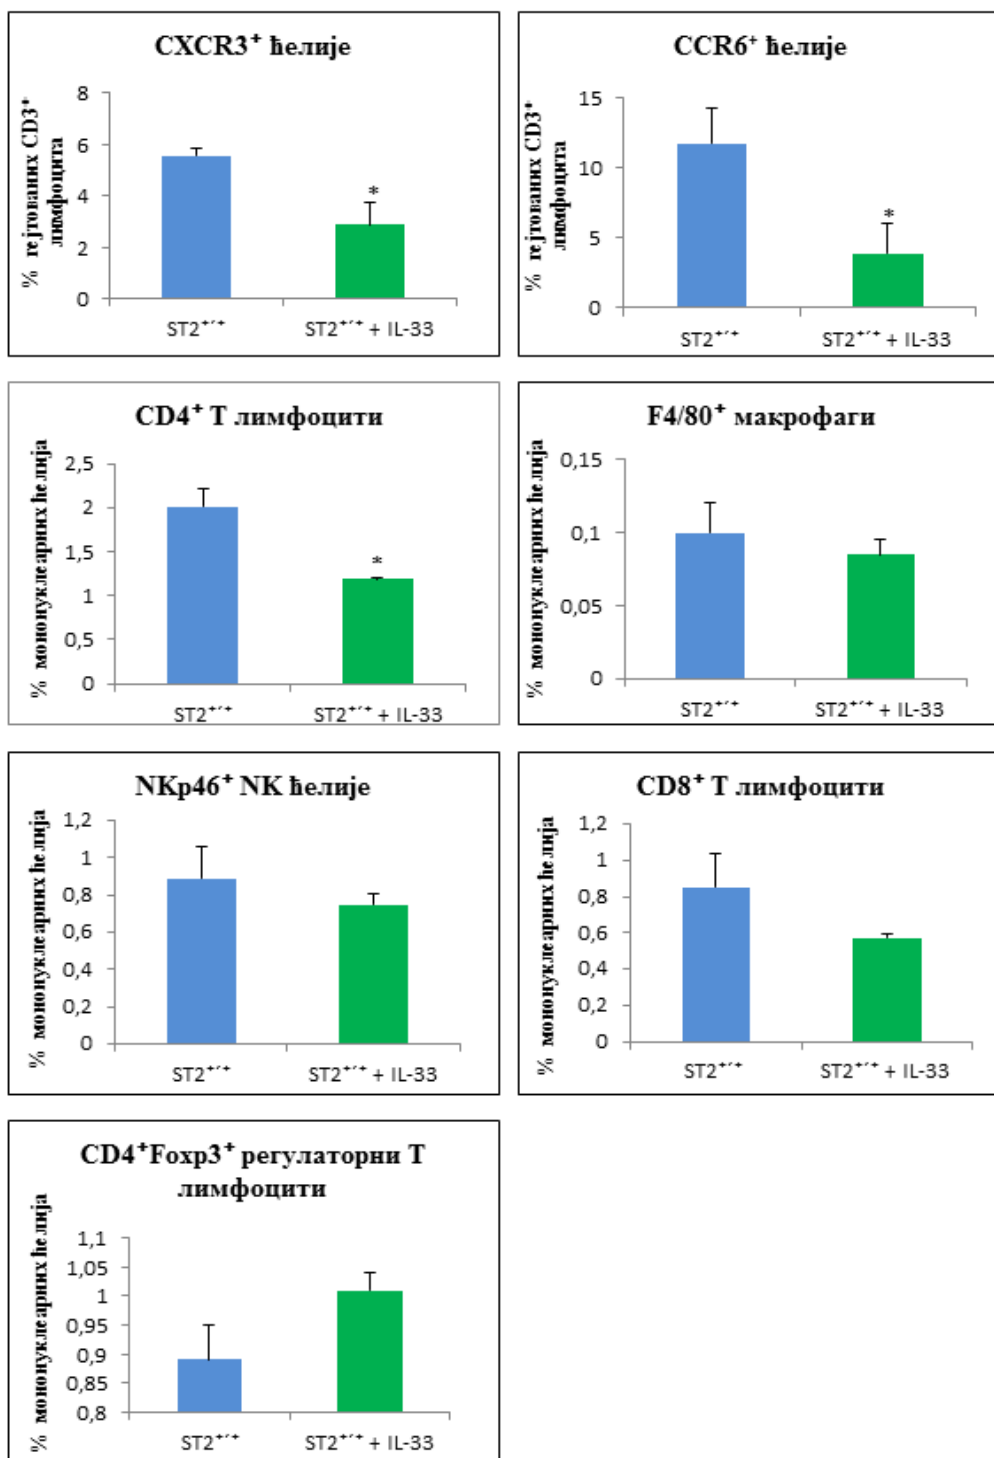 CXCR3⁺ ћелије
% гејтованих CD3⁺
лимфоцита
8
6
4
2
0
ST2⁺ʹ⁺
ST2⁺ʹ⁺ + IL-33
*
CCR6⁺ ћелије
% гејтованих CD3⁺
лимфоцита
15
10
5
0
ST2⁺ʹ⁺
ST2⁺ʹ⁺ + IL-33
*
CD4⁺ Т лимфоцити
% мононуклеарних ћелија
2,5
2
1,5
1
0,5
0
ST2⁺ʹ⁺
ST2⁺ʹ⁺ + IL-33
*
F4/80⁺ макрофаги
% мононуклеарних ћелија
0,15
0,1
0,05
0
ST2⁺ʹ⁺
ST2⁺ʹ⁺ + IL-33
NKp46⁺ NK ћелије
% мононуклеарних ћелија
1,2
1
0,8
0,6
0,4
0,2
0
ST2⁺ʹ⁺
ST2⁺ʹ⁺ + IL-33
CD8⁺ Т лимфоцити
% мононуклеарних ћелија
1,2
1
0,8
0,6
0,4
0,2
0
ST2⁺ʹ⁺
ST2⁺ʹ⁺ + IL-33
CD4⁺Foxp3⁺ регулаторни Т
лимфоцити
% мононуклеарних ћелија
1,1
1,05
1
0,95
0,9
0,85
0,8
ST2⁺ʹ⁺
ST2⁺ʹ⁺ + IL-33